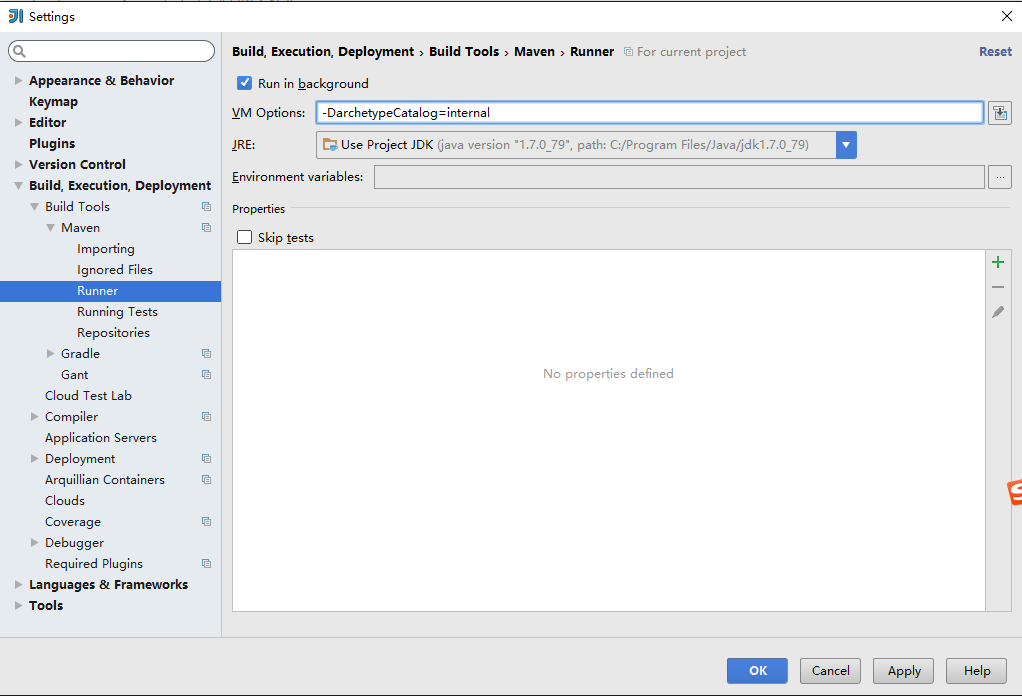 Settings
Build, Execution, Deployment › Build Tools › Maven › Runner For current project Reset
Appearance & Behavior
Keymap
Editor
Plugins
Version Control
Build, Execution, Deployment
Build Tools
Maven
Importing
Ignored Files
Runner
Running Tests
Repositories
Gradle
Gant
Cloud Test Lab
Compiler
Application Servers
Deployment
Arquillian Containers
Clouds
Coverage
Debugger
Required Plugins
Languages & Frameworks
Tools
Run in background
VM Options: -DarchetypeCatalog=internal
JRE: Use Project JDK (java version "1.7.0_79", path: C:/Program Files/Java/jdk1.7.0_79)
Environment variables: ...
Properties
Skip tests
No properties defined
OK Cancel Apply Help